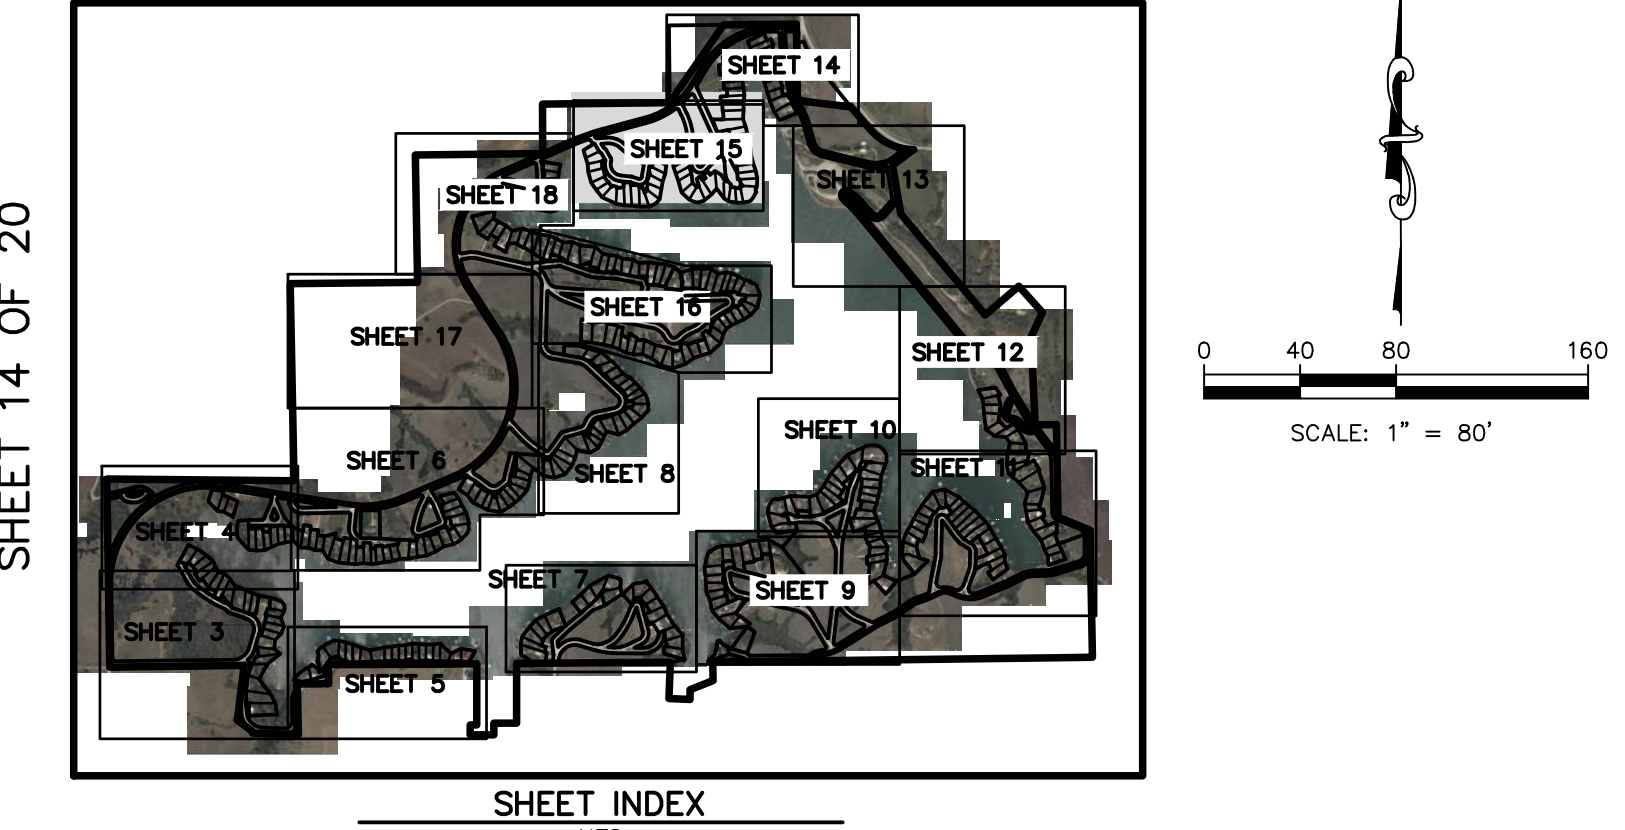 SHEET 14 OF 20
SHEET 14
SHEET 15
SHEET 13
SHEET 18
SHEET 16
SHEET 17
SHEET 12
SHEET 10
SHEET 6
SHEET 8
SHEET 11
SHEET 4
SHEET 7
SHEET 9
SHEET 3
SHEET 5
SHEET INDEX
0 40 80 160
SCALE: 1" = 80'